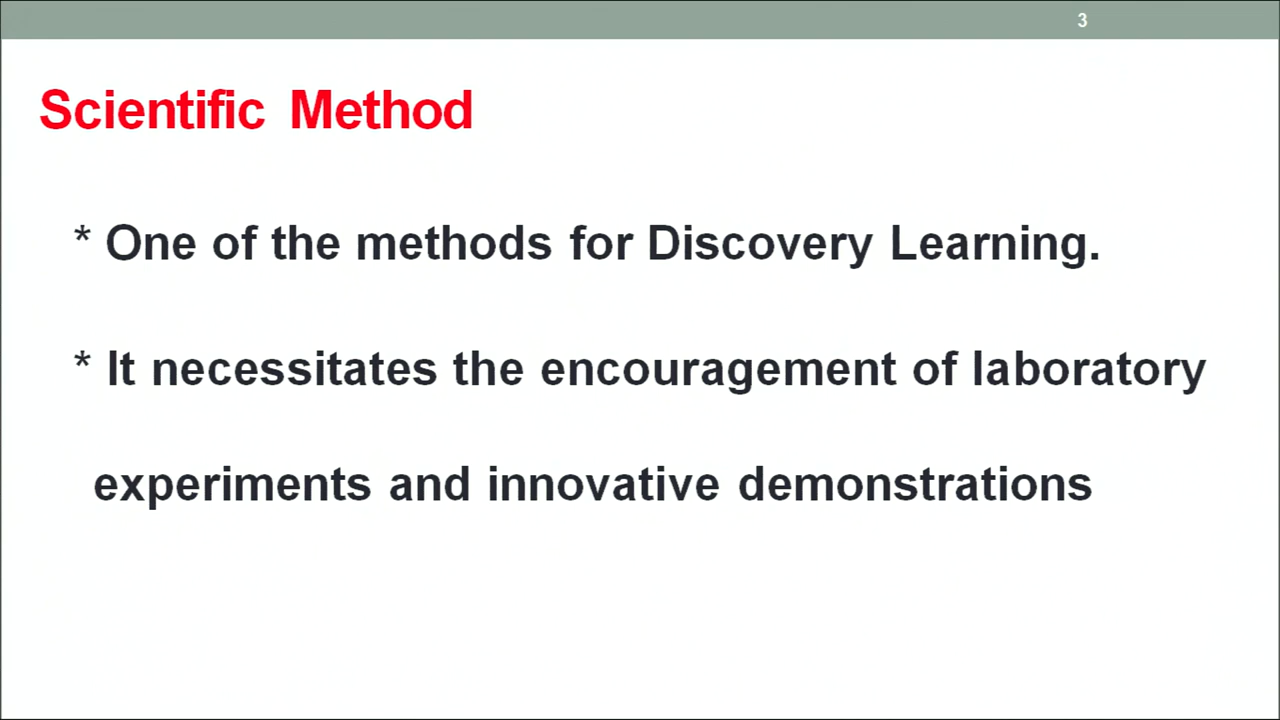 3
Scientific Method
* One of the methods for Discovery Learning.
* It necessitates the encouragement of laboratory
experiments and innovative demonstrations